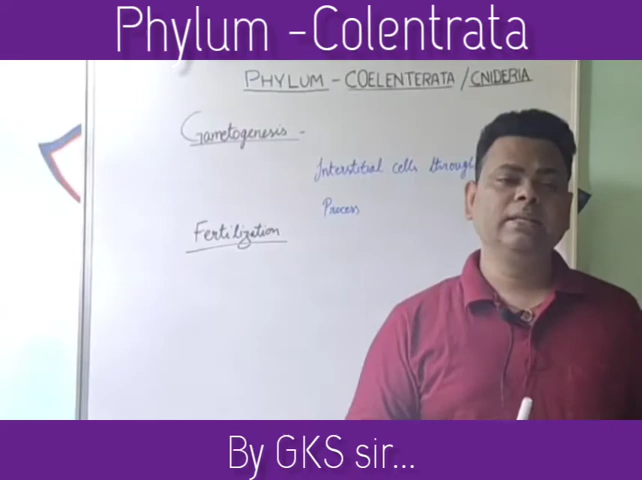 Phylum -Colentrata
PHYLUM - COELENTERATA / CNIDERIA
Gametogenesis -
Interstitial cells through
Process
Fertilization
By GKS sir...